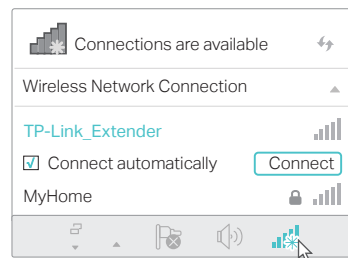 Connections are available
Wireless Network Connection
TP-Link_Extender
Connect automatically Connect
MyHome